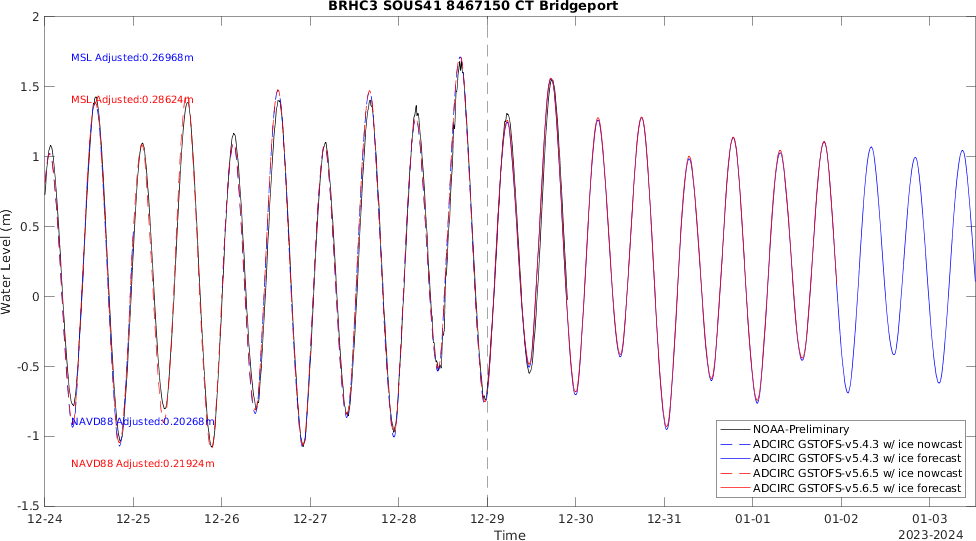 BRHC3 SOUS41 8467150 CT Bridgeport
2
1.5
1
0.5
0
-0.5
-1
-1.5
Water Level (m)
MSL Adjusted:0.26968m
MSL Adjusted:0.28624m
NAVD88 Adjusted:0.20268m
NAVD88 Adjusted:0.21924m
NOAA-Preliminary
ADCIRC GSTOFS-v5.4.3 w/ ice nowcast
ADCIRC GSTOFS-v5.4.3 w/ ice forecast
ADCIRC GSTOFS-v5.6.5 w/ ice nowcast
ADCIRC GSTOFS-v5.6.5 w/ ice forecast
12-24 12-25 12-26 12-27 12-28 12-29 12-30 12-31 01-01 01-02 01-03
Time
2023-2024